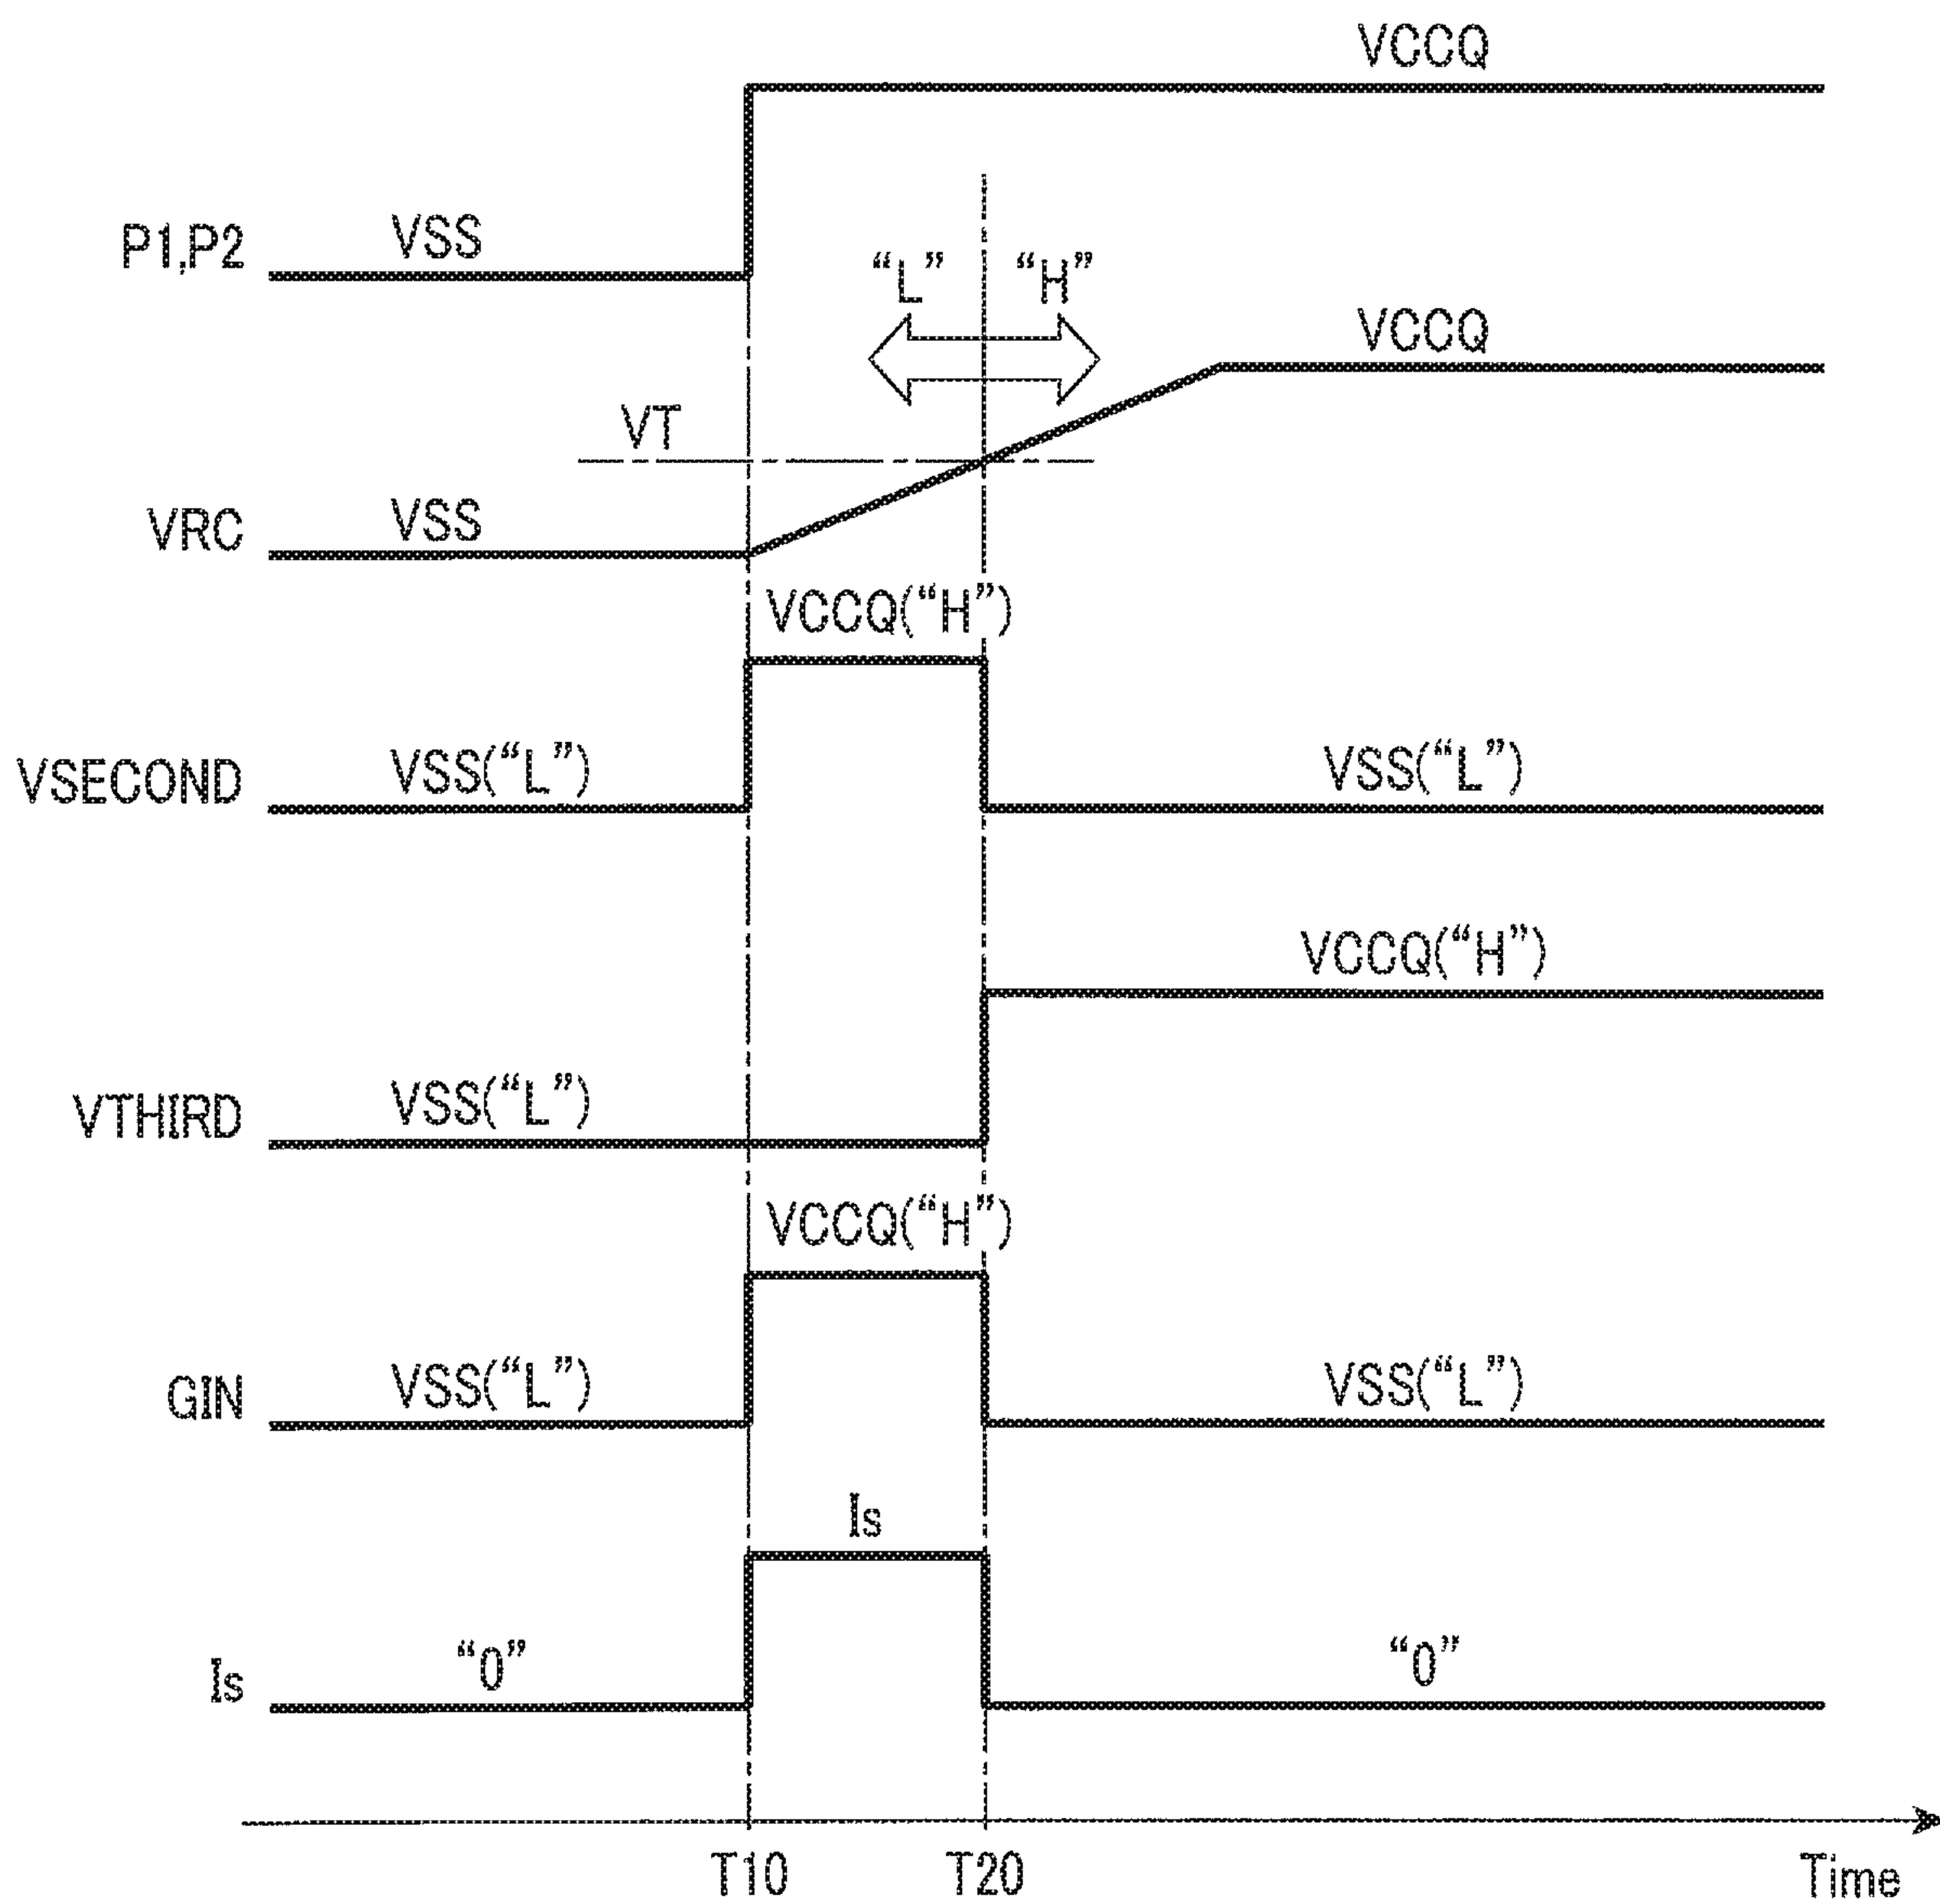 VCCQ
P1,P2 VSS
“L” “H”
VCCQ
VT
VRC VSS
VCCQ(“H”)
VSECOND VSS(“L”) VSS(“L”)
VCCQ(“H”)
VTHIRD VSS(“L”)
VCCQ(“H”)
GIN VSS(“L”) VSS(“L”)
Is
Is “0” “0”
T10 T20 Time